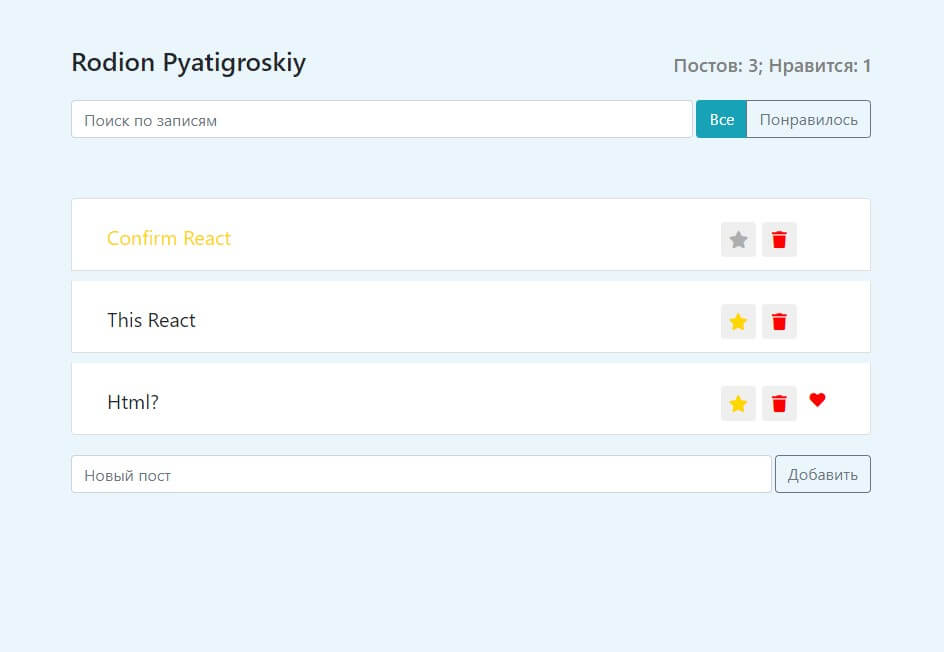 Rodion Pyatigroskiy
Постов: 3; Нравится: 1
Поиск по записям
Все
Понравилось
Confirm React
This React
Html?
Новый пост
Добавить